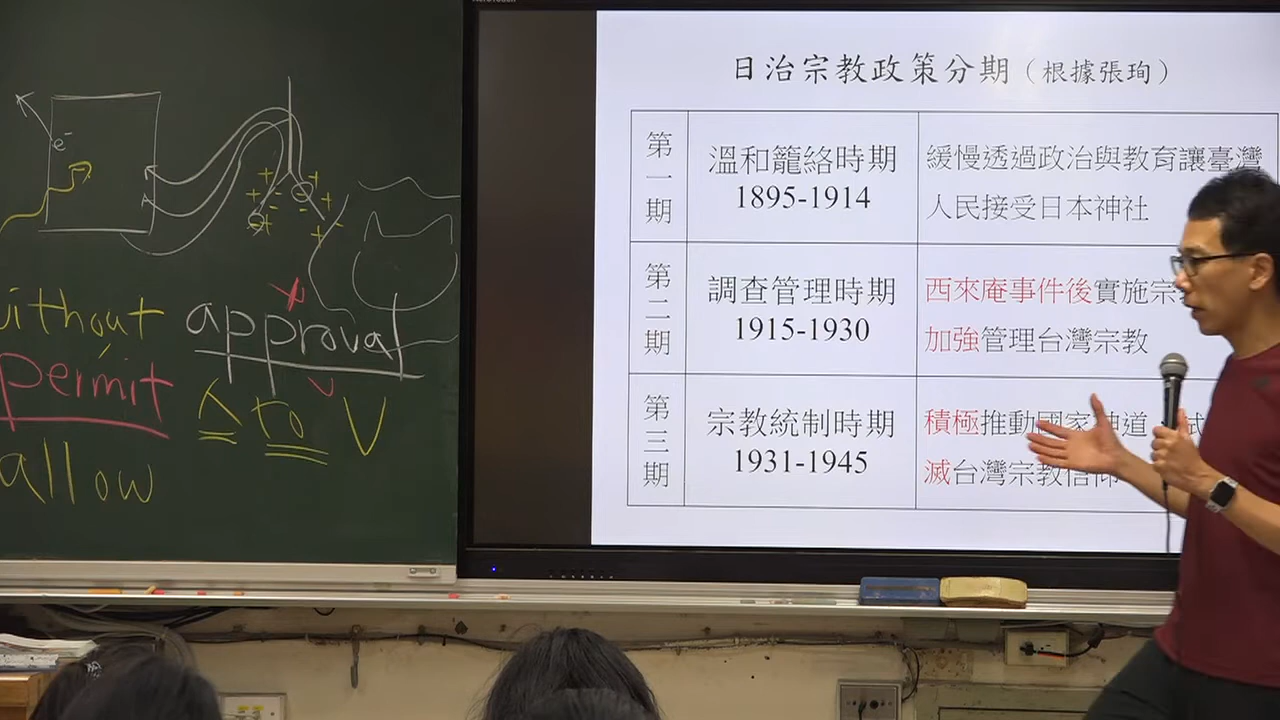 e⁻
without
approval
permit
to V
allow
日治宗教政策分期（根據張珣）
第一期
溫和籠絡時期
1895-1914
緩慢透過政治與教育讓臺灣
人民接受日本神社
第二期
調查管理時期
1915-1930
西來庵事件後實施宗
加強管理台灣宗教
第三期
宗教統制時期
1931-1945
積極推動國家神道
滅台灣宗教信仰